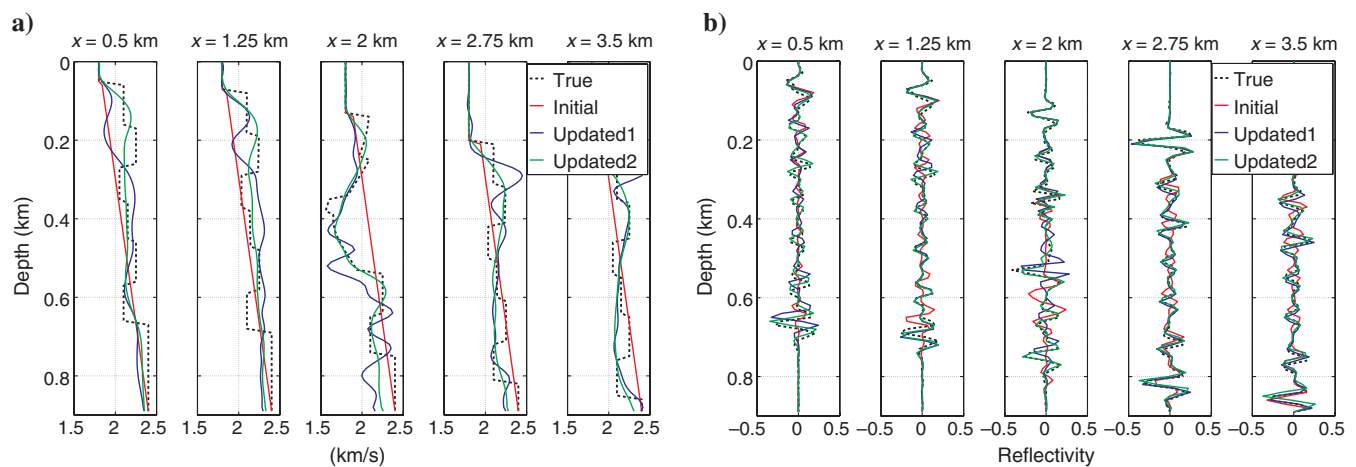 a)
x = 0.5 km x = 1.25 km x = 2 km x = 2.75 km x = 3.5 km
0
0.2
0.4
0.6
0.8
Depth (km)
True
Initial
Updated1
Updated2
1.5 2 2.5 1.5 2 2.5 1.5 2 2.5 1.5 2 2.5 1.5 2 2.5
(km/s)
b)
x = 0.5 km x = 1.25 km x = 2 km x = 2.75 km x = 3.5 km
0
0.2
0.4
0.6
0.8
Depth (km)
True
Initial
Updated1
Updated2
−0.5 0 0.5 −0.5 0 0.5 −0.5 0 0.5 −0.5 0 0.5 −0.5 0 0.5
Reflectivity